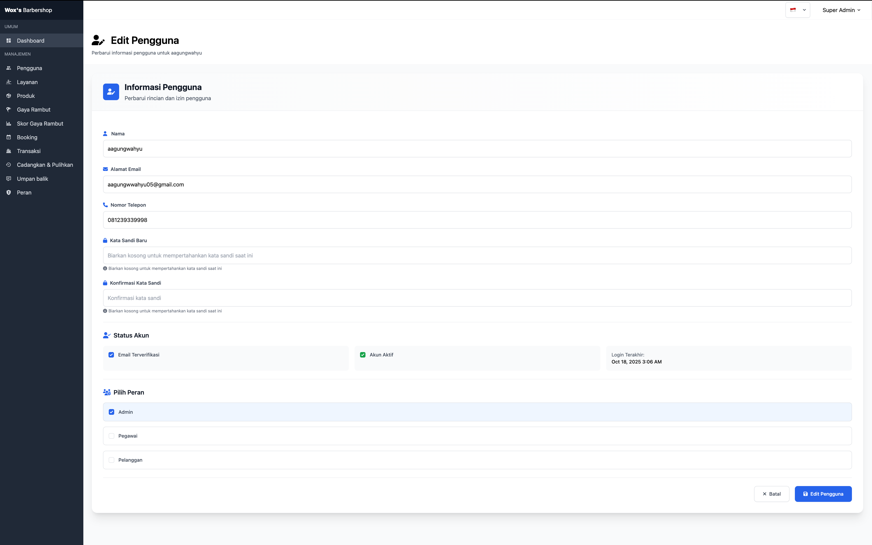 Wox's Barbershop
Super Admin
UMUM
Dashboard
MANAJEMEN
Pengguna
Layanan
Produk
Gaya Rambut
Skor Gaya Rambut
Booking
Transaksi
Cadangkan & Pulihkan
Umpan balik
Peran
Edit Pengguna
Perbarui informasi pengguna untuk aagungwahyu
Informasi Pengguna
Perbarui rincian dan izin pengguna
Nama
aagungwahyu
Alamat Email
aagungwwahyu05@gmail.com
Nomor Telepon
081239339998
Kata Sandi Baru
Biarkan kosong untuk mempertahankan kata sandi saat ini
Biarkan kosong untuk mempertahankan kata sandi saat ini
Konfirmasi Kata Sandi
Konfirmasi kata sandi
Biarkan kosong untuk mempertahankan kata sandi saat ini
Status Akun
Email Terverifikasi
Akun Aktif
Login Terakhir:
Oct 18, 2025 3:06 AM
Pilih Peran
Admin
Pegawai
Pelanggan
Batal
Edit Pengguna